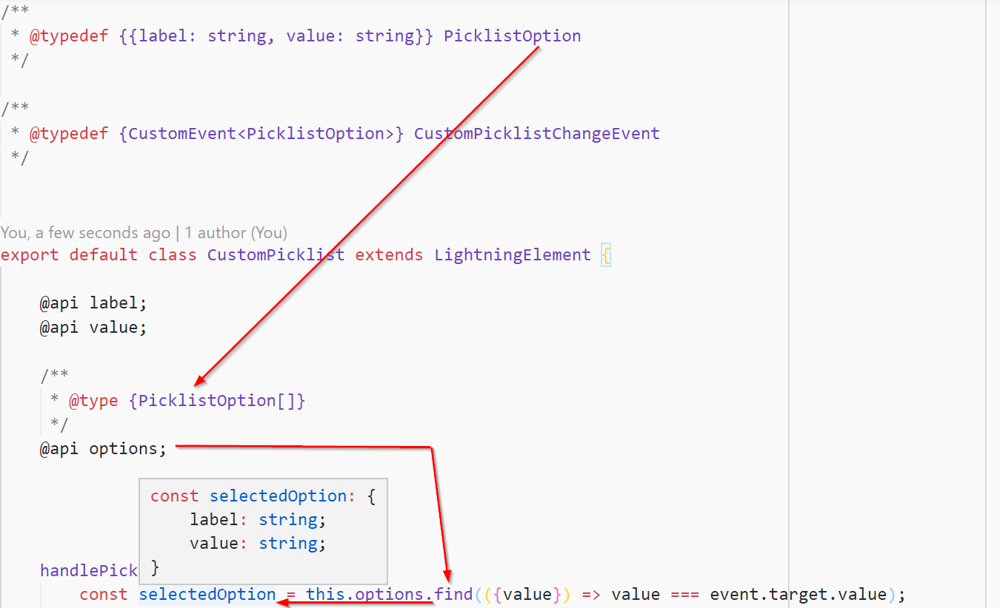 /**
 * @typedef {{label: string, value: string}} PicklistOption
 */
/**
 * @typedef {CustomEvent<PicklistOption>} CustomPicklistChangeEvent
 */
You, a few seconds ago | 1 author (You)
export default class CustomPicklist extends LightningElement {
    @api label;
    @api value;
    /**
     * @type {PicklistOption[]}
     */
    @api options;
const selectedOption: {
    label: string;
    value: string;
}
    handlePick
        const selectedOption = this.options.find(({value}) => value === event.target.value);